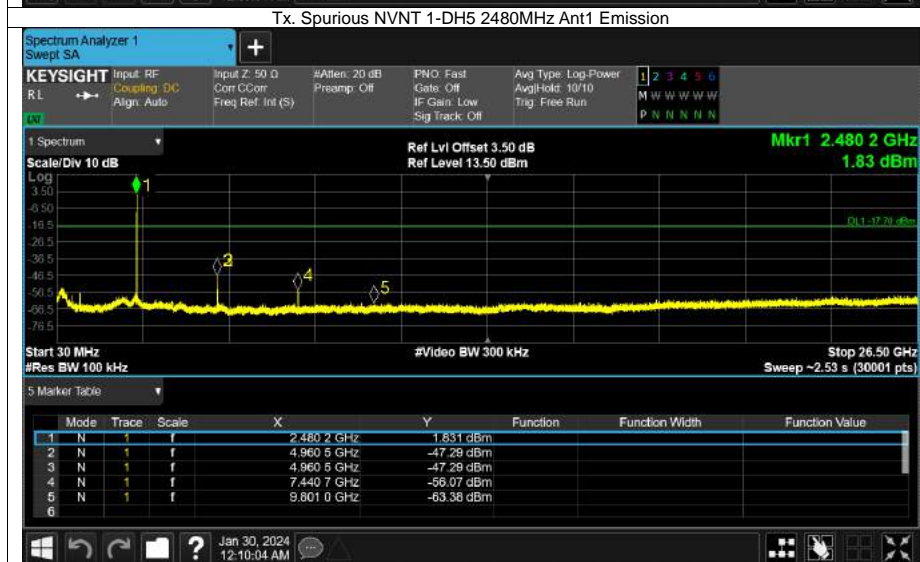 Tx. Spurious NVNT 1-DH5 2480MHz Ant1 Emission
Spectrum Analyzer 1
Swept SA
+
KEYSIGHT Input: RF Input Z: 50 Ω #Atten: 20 dB PNO: Fast Avg Type: Log-Power 1 2 3 4 5 6
RL Coupling: DC Corr CCorr Preamp: Off Gate: Off Avg|Hold: 10/10 M W W W W W
Align: Auto Freq Ref: Int (S) IF Gain: Low Trig: Free Run
Sig Track: Off P N N N N N
1 Spectrum Ref Lvl Offset 3.50 dB Mkr1 2.480 2 GHz
Scale/Div 10 dB Ref Level 13.50 dBm 1.83 dBm
Log
3.50
-6.50
-16.5
-26.5
-36.5
-46.5
-56.5
-66.5
-76.5
1
4
5
DL1 -17.70 dBm
Start 30 MHz #Video BW 300 kHz Stop 26.50 GHz
#Res BW 100 kHz Sweep ~2.53 s (30001 pts)
5 Marker Table
Mode Trace Scale X Y Function Function Width Function Value
1 N 1 f 2.480 2 GHz 1.831 dBm
2 N 1 f 4.960 5 GHz -47.29 dBm
3 N 1 f 4.960 5 GHz -47.29 dBm
4 N 1 f 7.440 7 GHz -56.07 dBm
5 N 1 f 9.801 0 GHz -63.38 dBm
6
? Jan 30, 2024
12:10:04 AM